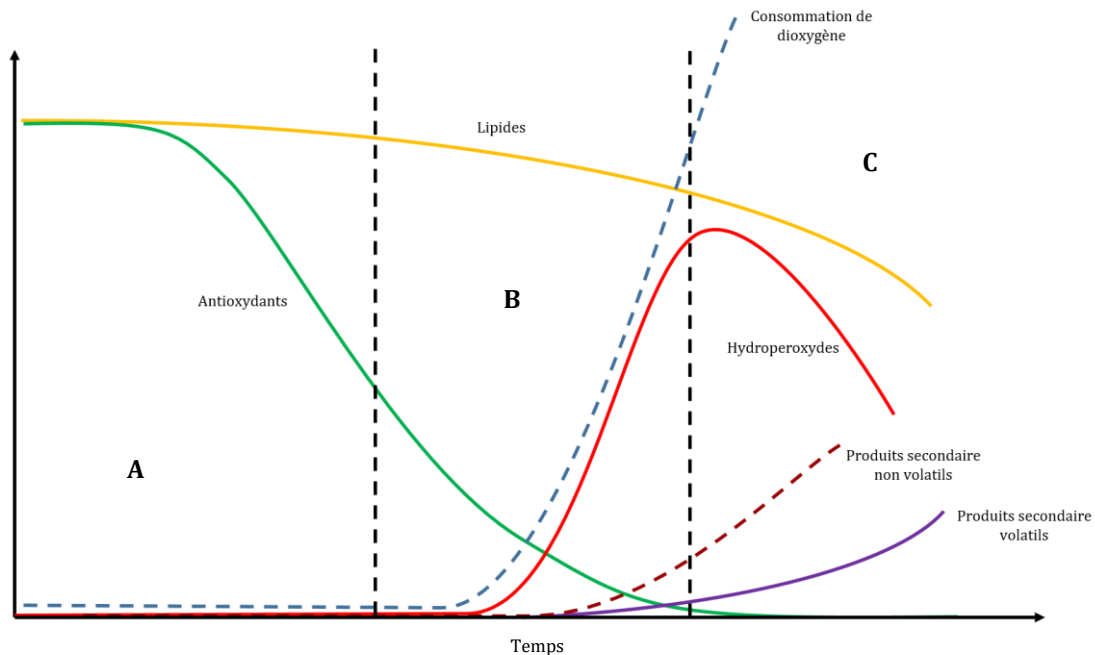 Consommation de
dioxygène
Lipides
C
Antioxydants
B
Hydroperoxydes
A
Produits secondaire
non volatils
Produits secondaire
volatils
Temps